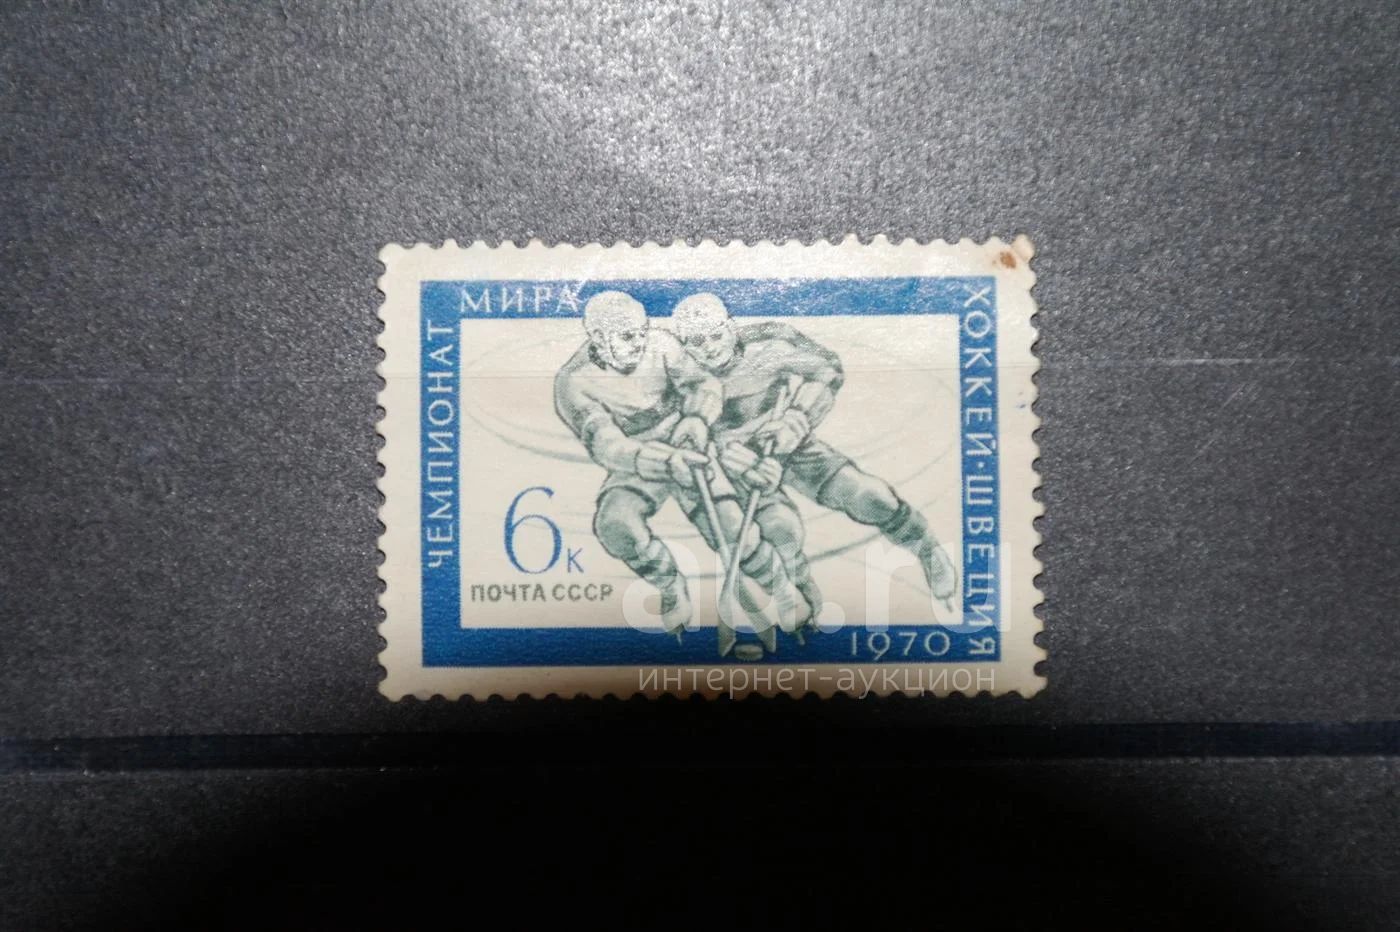 ЧЕМПИОНАТ
МИРА
ХОККЕЙ·ШВЕЦИЯ
6К
ПОЧТА СССР
1970
au.ru
интернет-аукцион